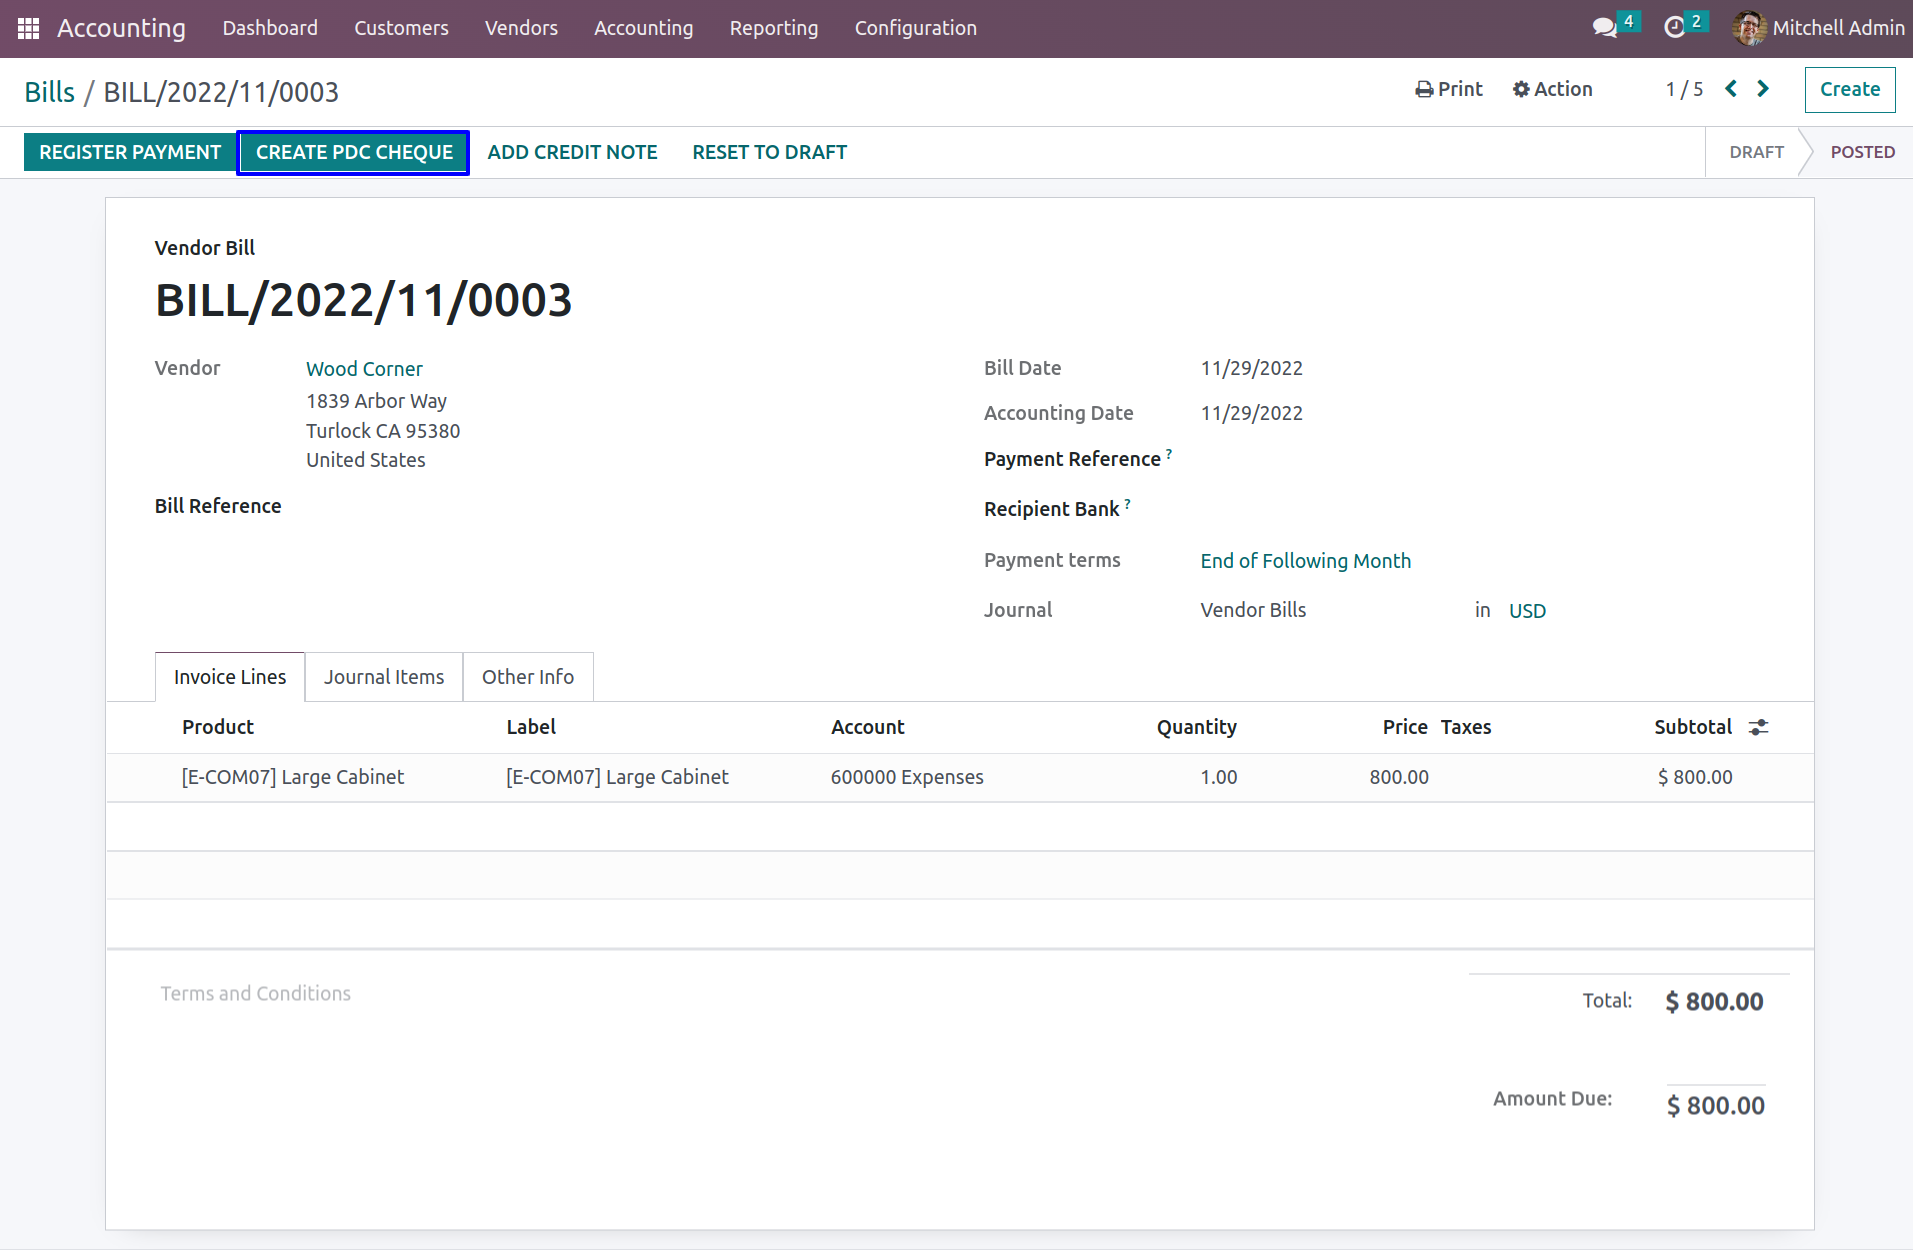 Accounting Dashboard Customers Vendors Accounting Reporting Configuration 4 2 Mitchell Admin
Bills / BILL/2022/11/0003 Print Action 1 / 5 Create
REGISTER PAYMENT CREATE PDC CHEQUE ADD CREDIT NOTE RESET TO DRAFT DRAFT POSTED
Vendor Bill
BILL/2022/11/0003
Vendor Wood Corner
1839 Arbor Way
Turlock CA 95380
United States
Bill Reference
Bill Date 11/29/2022
Accounting Date 11/29/2022
Payment Reference ?
Recipient Bank ?
Payment terms End of Following Month
Journal Vendor Bills in USD
Invoice Lines Journal Items Other Info
Product Label Account Quantity Price Taxes Subtotal
[E-COM07] Large Cabinet [E-COM07] Large Cabinet 600000 Expenses 1.00 800.00 $ 800.00
Terms and Conditions
Total: $ 800.00
Amount Due: $ 800.00